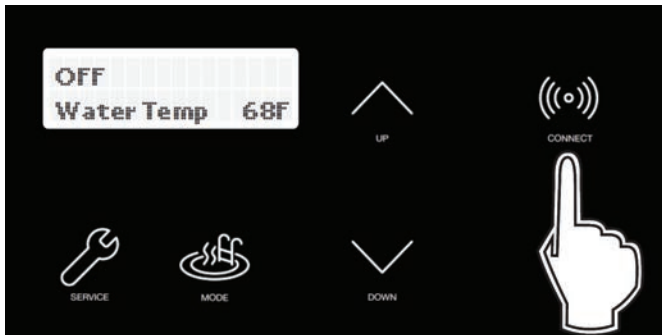 OFF
Water Temp 68F
UP
CONNECT
SERVICE
MODE
DOWN